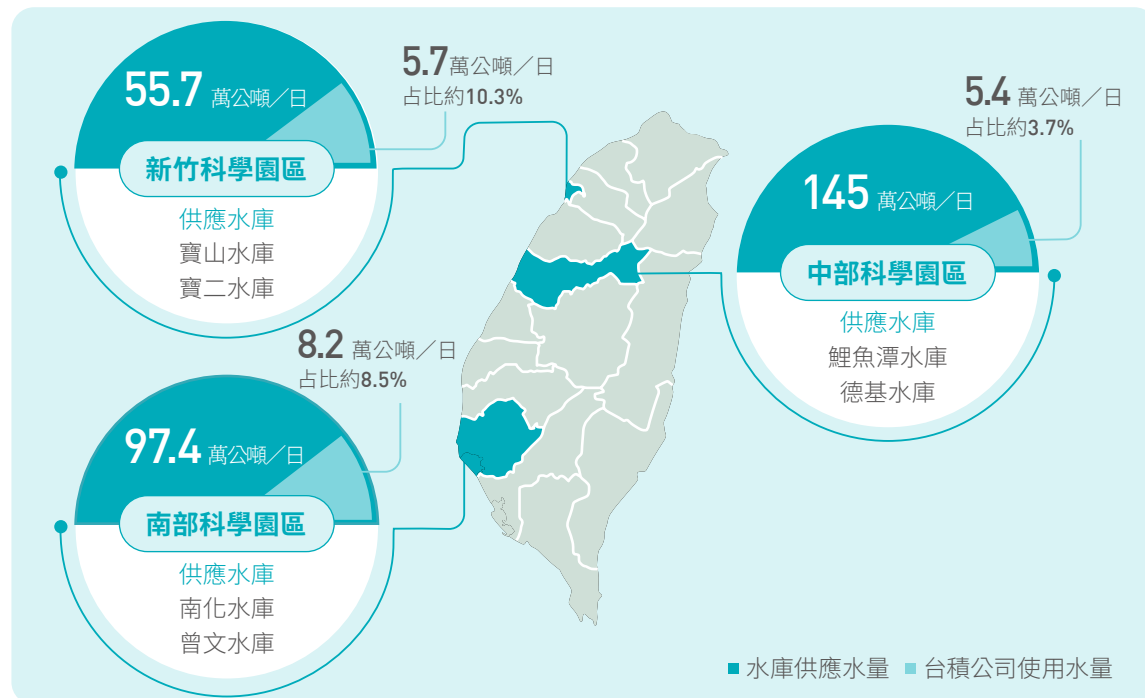 55.7 萬公噸／日
5.7萬公噸／日
占比約10.3%
新竹科學園區
供應水庫
寶山水庫
寶二水庫
5.4 萬公噸／日
占比約3.7%
145 萬公噸／日
中部科學園區
供應水庫
鯉魚潭水庫
德基水庫
8.2 萬公噸／日
占比約8.5%
97.4 萬公噸／日
南部科學園區
供應水庫
南化水庫
曾文水庫
水庫供應水量 台積公司使用水量